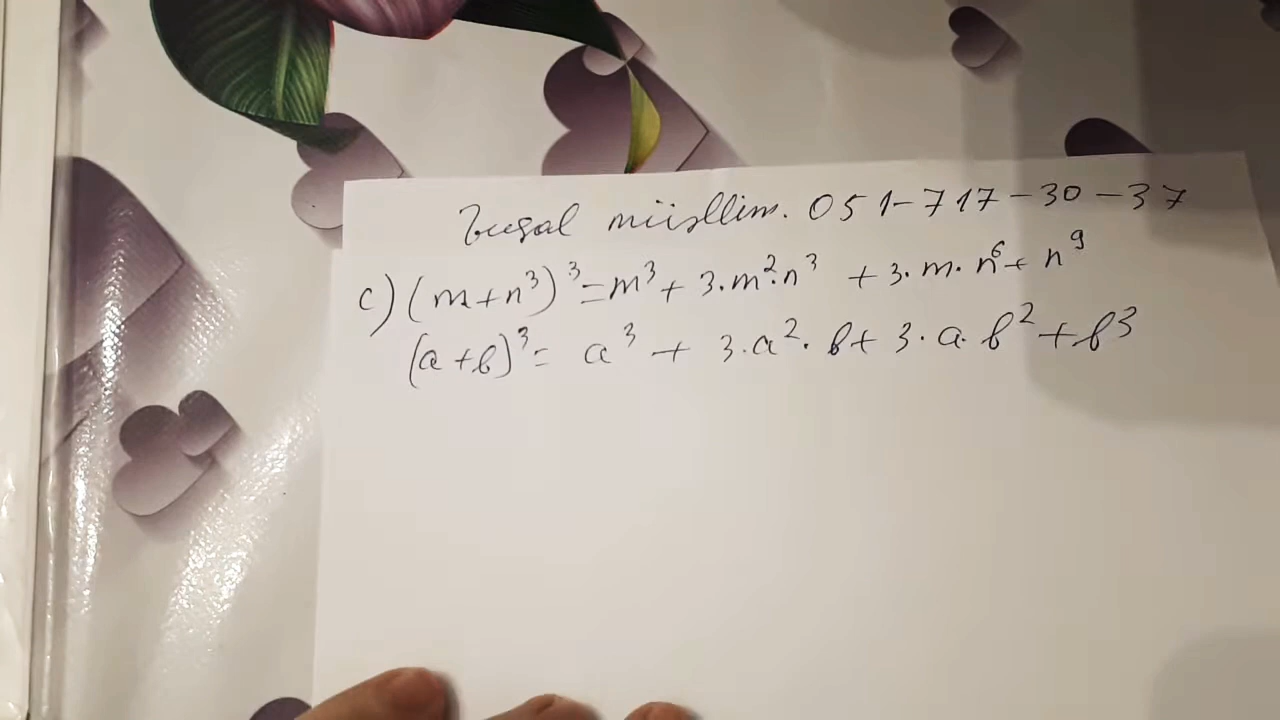 Vusal müəllim. 051-717-30-37
c) (m+n³)³=m³+3·m²·n³ +3·m·n⁶+n⁹
(a+b)³= a³ + 3·a²·b+3·a·b²+b³